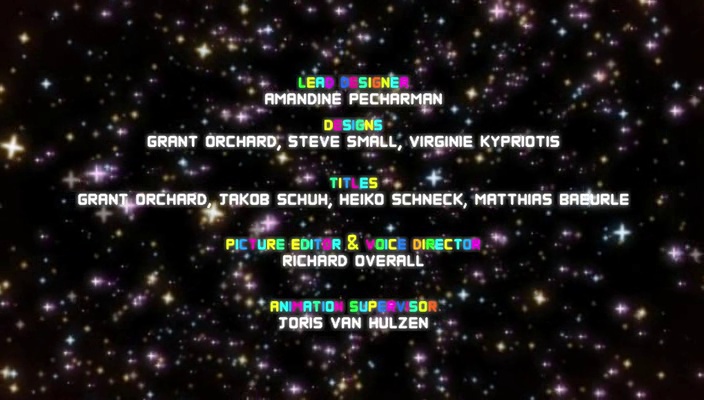 LEAD DESIGNER
AMANDINE PECHARMAN
DESIGNS
GRANT ORCHARD, STEVE SMALL, VIRGINIE KYPRIOTIS
TITLES
GRANT ORCHARD, JAKOB SCHUH, HEIKO SCHNECK, MATTHIAS BAEURLE
PICTURE EDITOR & VOICE DIRECTOR
RICHARD OVERALL
ANIMATION SUPERVISOR
JORIS VAN HULZEN